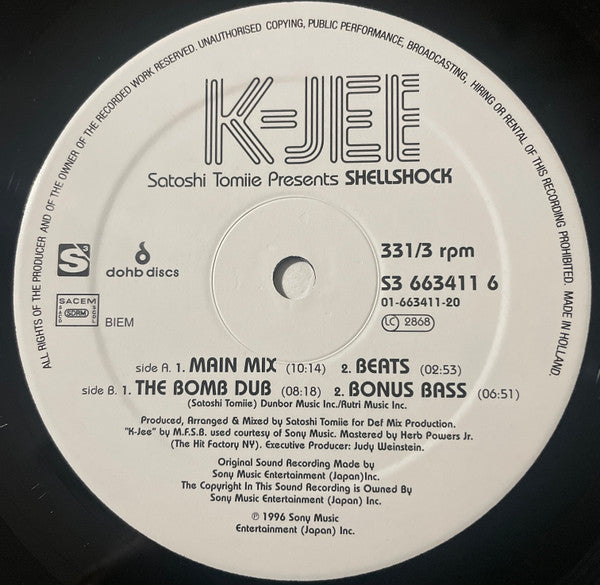 ALL RIGHTS OF THE PRODUCER AND OF THE OWNER OF THE RECORDED WORK RESERVED. UNAUTHORISED COPYING, PUBLIC PERFORMANCE, BROADCASTING, HIRING OR RENTAL OF THIS RECORDING PROHIBITED. MADE IN HOLLAND.
K-JEE
Satoshi Tomiie Presents SHELLSHOCK
S3
dohb discs
331/3 rpm
S3 663411 6
01-663411-20
LC 2868
SACEM
SDRM
BIEM
side A. 1. MAIN MIX (10:14) 2. BEATS (02:53)
side B. 1. THE BOMB DUB (08:18) 2. BONUS BASS (06:51)
(Satoshi Tomiie) Dunbor Music Inc./Rutri Music Inc.
Produced, Arranged & Mixed by Satoshi Tomiie for Def Mix Production.
"K-Jee" by M.F.S.B. used courtesy of Sony Music. Mastered by Herb Powers Jr.
(The Hit Factory NY). Executive Producer: Judy Weinstein.
Original Sound Recording Made by
Sony Music Entertainment (Japan)Inc.
The Copyright In This Sound Recording is Owned By
Sony Music Entertainment (Japan) Inc.
℗ 1996 Sony Music
Entertainment (Japan) Inc.